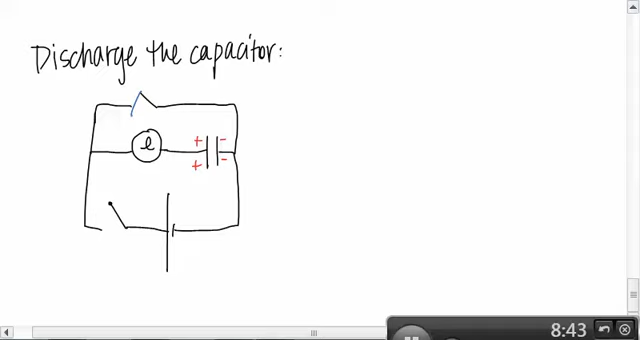 Discharge the capacitor:
+ -
l
+ -
8:43